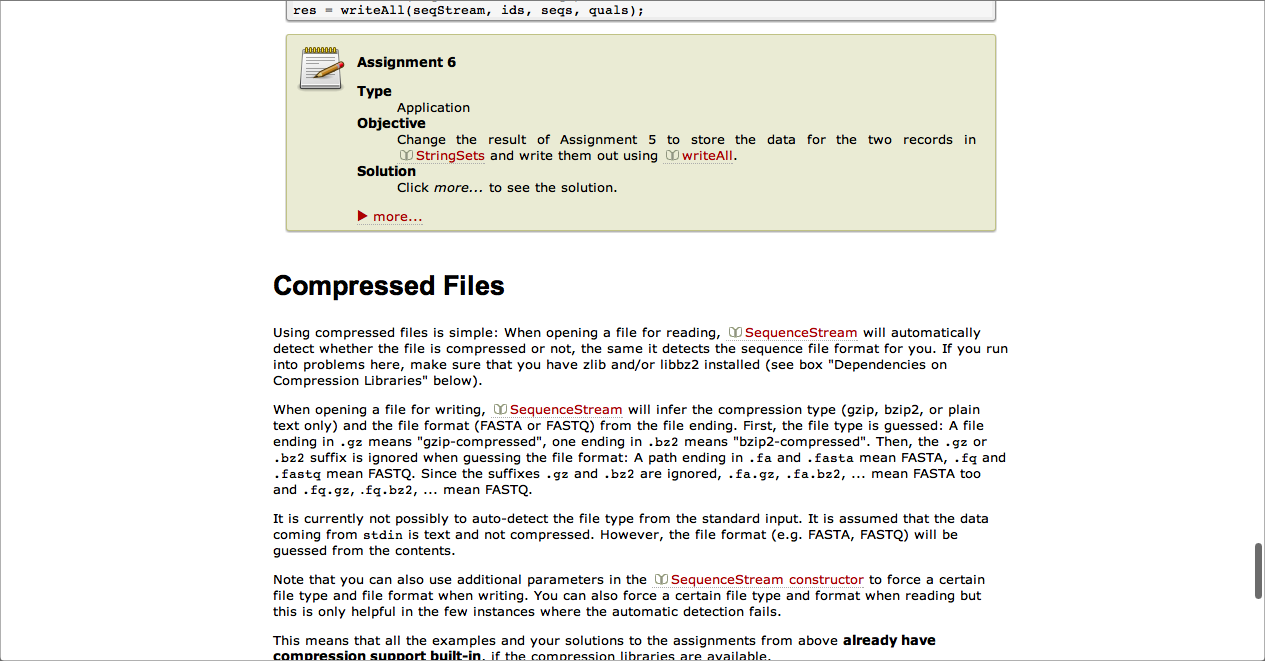 res = writeAll(seqStream, ids, seqs, quals);
Assignment 6
Type
Application
Objective
Change the result of Assignment 5 to store the data for the two records in
StringSets and write them out using writeAll.
Solution
Click more... to see the solution.
more...
Compressed Files
Using compressed files is simple: When opening a file for reading, SequenceStream will automatically
detect whether the file is compressed or not, the same it detects the sequence file format for you. If you run
into problems here, make sure that you have zlib and/or libbz2 installed (see box "Dependencies on
Compression Libraries" below).
When opening a file for writing, SequenceStream will infer the compression type (gzip, bzip2, or plain
text only) and the file format (FASTA or FASTQ) from the file ending. First, the file type is guessed: A file
ending in .gz means "gzip-compressed", one ending in .bz2 means "bzip2-compressed". Then, the .gz or
.bz2 suffix is ignored when guessing the file format: A path ending in .fa and .fasta mean FASTA, .fq and
.fastq mean FASTQ. Since the suffixes .gz and .bz2 are ignored, .fa.gz, .fa.bz2, ... mean FASTA too
and .fq.gz, .fq.bz2, ... mean FASTQ.
It is currently not possibly to auto-detect the file type from the standard input. It is assumed that the data
coming from stdin is text and not compressed. However, the file format (e.g. FASTA, FASTQ) will be
guessed from the contents.
Note that you can also use additional parameters in the SequenceStream constructor to force a certain
file type and file format when writing. You can also force a certain file type and format when reading but
this is only helpful in the few instances where the automatic detection fails.
This means that all the examples and your solutions to the assignments from above already have
compression support built-in, if the compression libraries are available.